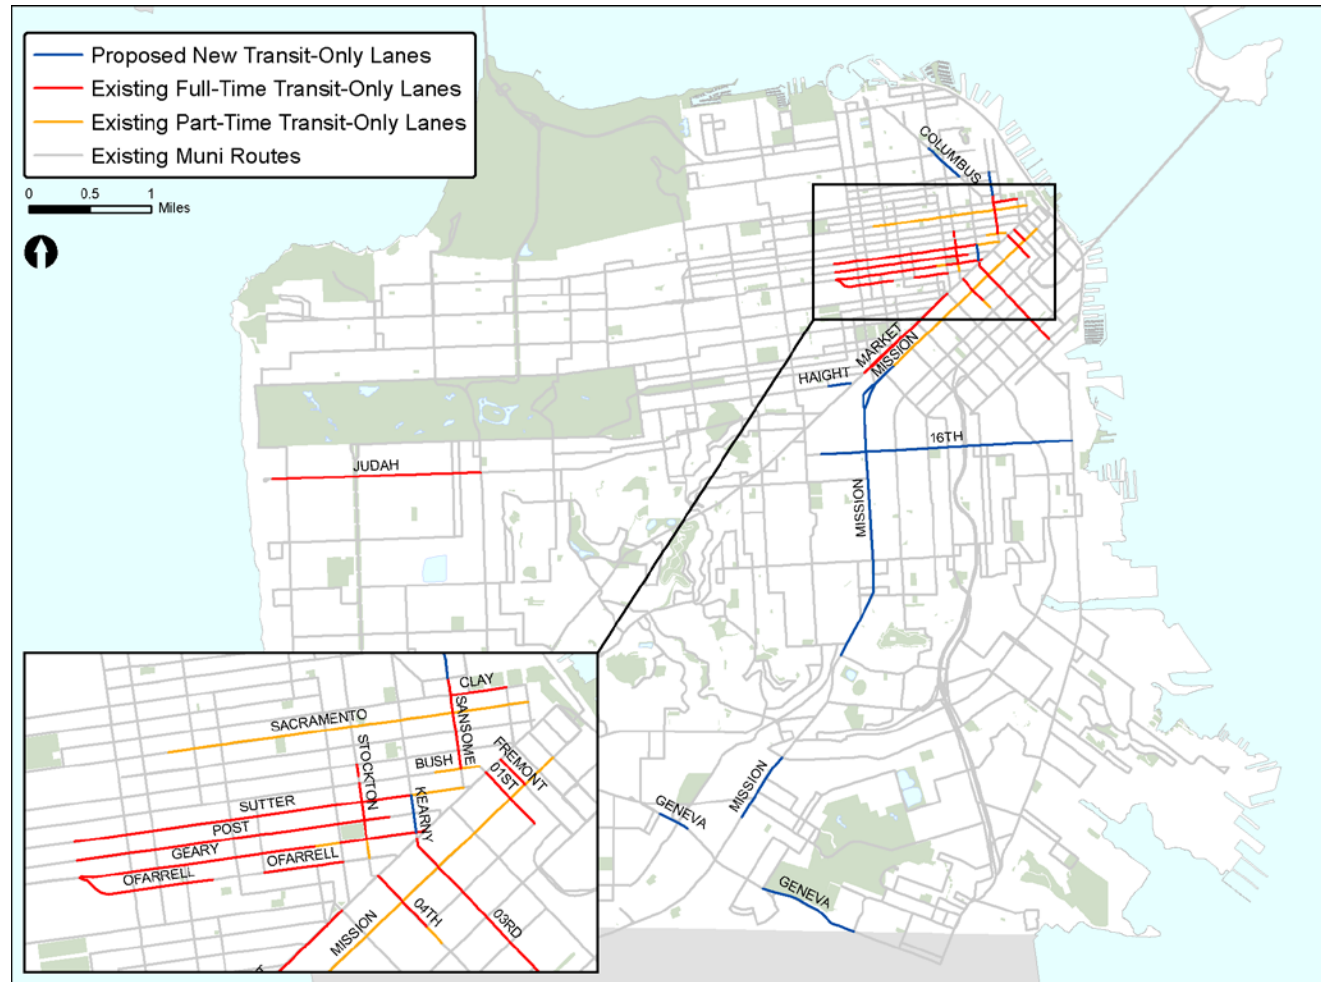 Proposed New Transit-Only Lanes
Existing Full-Time Transit-Only Lanes
Existing Part-Time Transit-Only Lanes
Existing Muni Routes
0 0.5 1
Miles
COLUMBUS
MARKET
MISSION
HAIGHT
16TH
JUDAH
MISSION
MISSION
GENEVA
GENEVA
CLAY
SACRAMENTO
SANSOME
STOCKTON
BUSH
FREMONT
01ST
KEARNY
SUTTER
POST
GEARY
OFARRELL
OFARRELL
MISSION
04TH
03RD